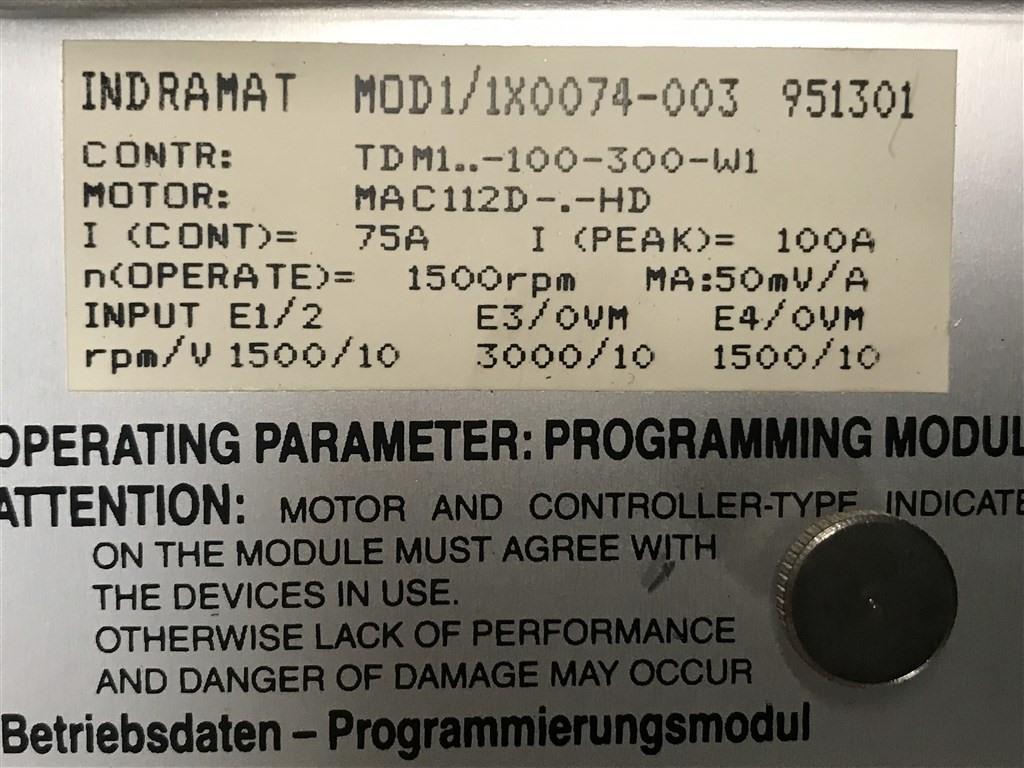 INDRAMAT MOD1/1X0074-003 951301
CONTR: TDM1..-100-300-W1
MOTOR: MAC112D-.-HD
I (CONT)= 75A I (PEAK)= 100A
n(OPERATE)= 1500rpm MA:50mV/A
INPUT E1/2 E3/0VM E4/0VM
rpm/V 1500/10 3000/10 1500/10
OPERATING PARAMETER: PROGRAMMING MODUL
ATTENTION: MOTOR AND CONTROLLER-TYPE INDICATE
ON THE MODULE MUST AGREE WITH
THE DEVICES IN USE.
OTHERWISE LACK OF PERFORMANCE
AND DANGER OF DAMAGE MAY OCCUR
Betriebsdaten – Programmierungsmodul